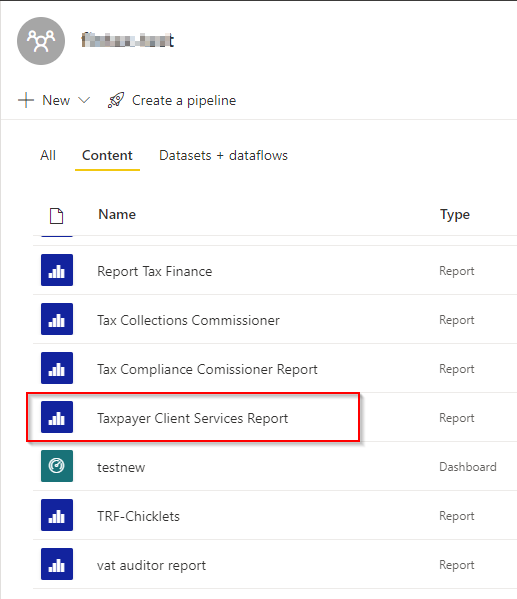 New
Create a pipeline
All
Content
Datasets + dataflows
Name
Type
Report Tax Finance
Report
Tax Collections Commissioner
Report
Tax Compliance Comissioner Report
Report
Taxpayer Client Services Report
Report
testnew
Dashboard
TRF-Chicklets
Report
vat auditor report
Report